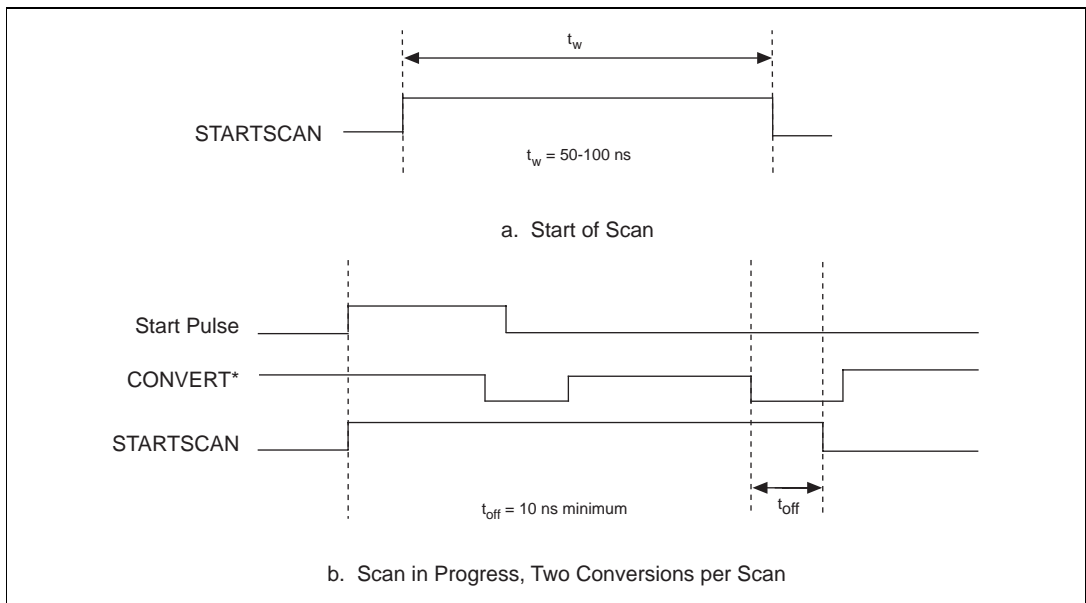 t_w
STARTSCAN
t_w = 50-100 ns
a. Start of Scan
Start Pulse
CONVERT*
STARTSCAN
t_off = 10 ns minimum
t_off
b. Scan in Progress, Two Conversions per Scan